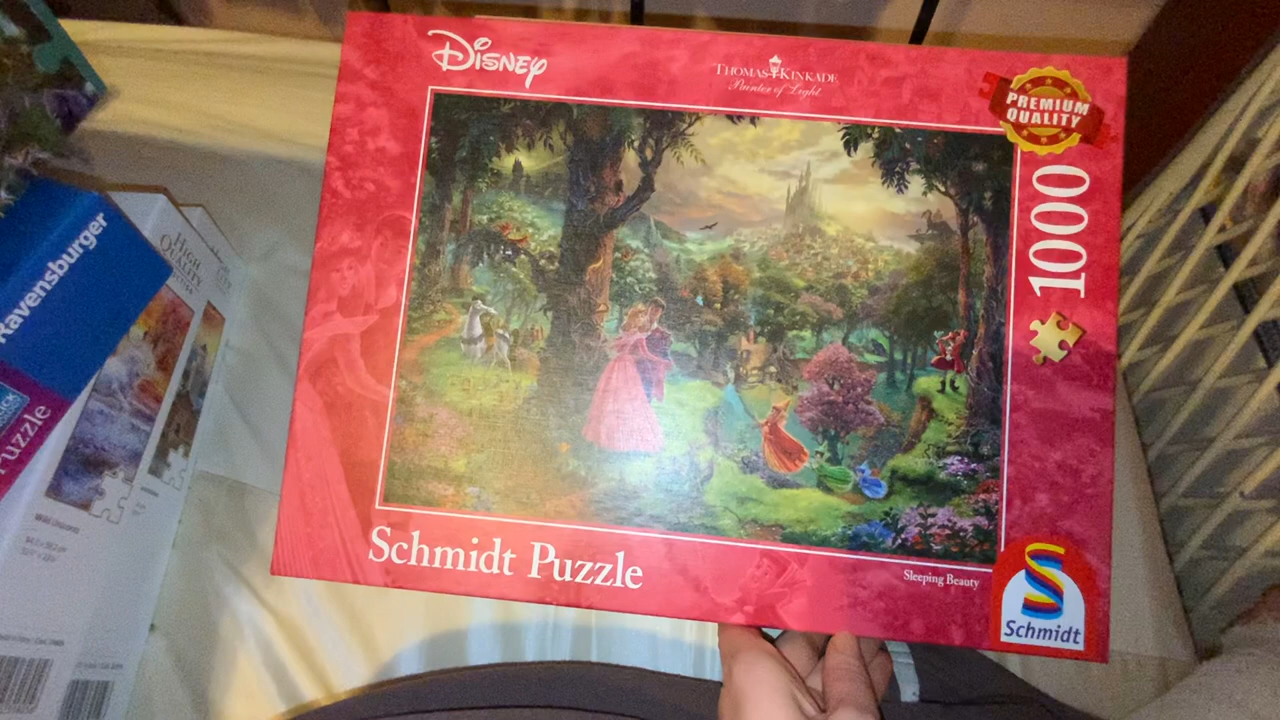 Disney
THOMAS KINKADE
Painter of Light
PREMIUM
QUALITY
1000
Schmidt Puzzle
Sleeping Beauty
Schmidt
Ravensburger
Puzzle
HIGH
QUALITY